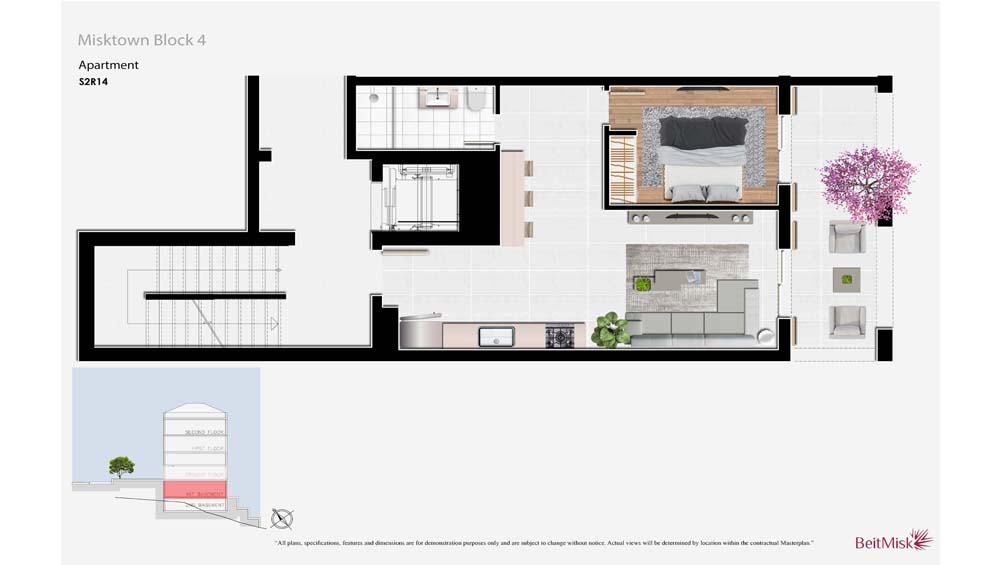 Misktown Block 4
Apartment
S2R14
SECOND FLOOR
FIRST FLOOR
GROUND FLOOR
1ST BASEMENT
2ND BASEMENT
"All plans, specifications, features and dimensions are for demonstration purposes only and are subject to change without notice. Actual views will be determined by location within the contractual Masterplan."
BeitMisk